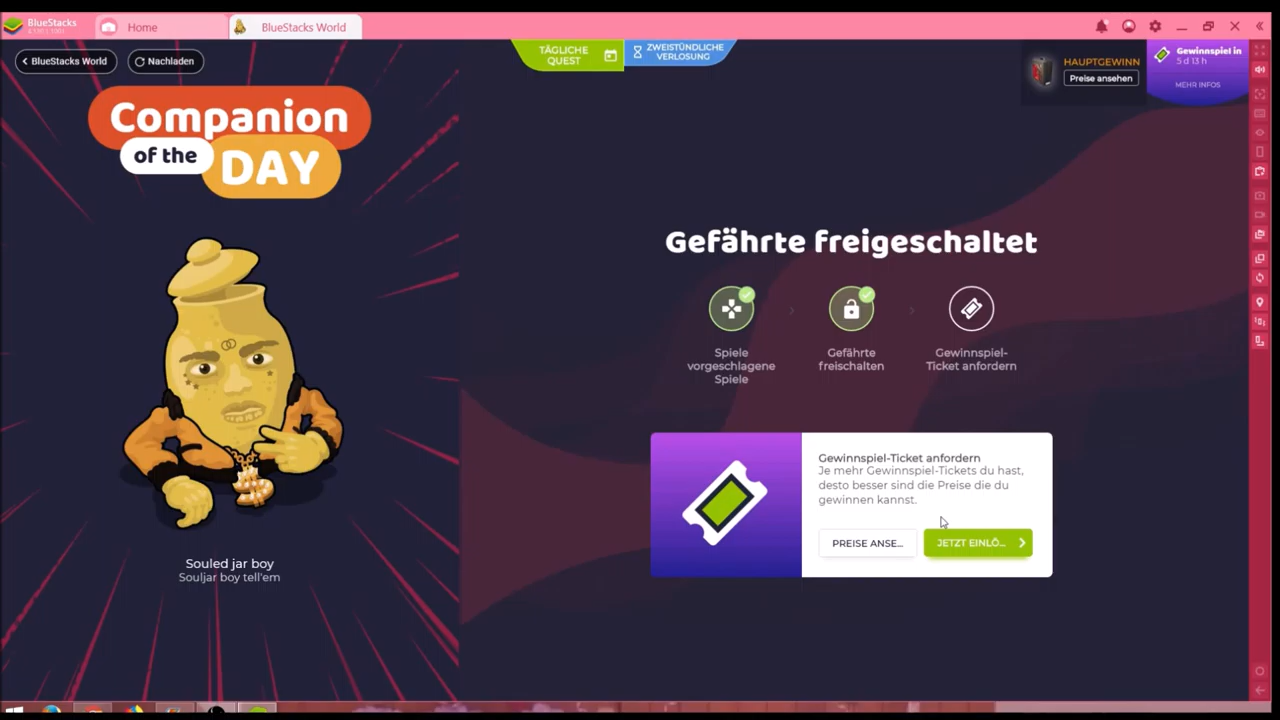 BlueStacks
Home
BlueStacks World
BlueStacks World
Nachladen
TÄGLICHE
QUEST
ZWEISTÜNDLICHE
VERLOSUNG
HAUPTGEWINN
Preise ansehen
Gewinnspiel in
5 d 13 h
MEHR INFOS
Companion
of the
DAY
Souled jar boy
Souljar boy tell'em
Gefährte freigeschaltet
Spiele
vorgeschlagene
Spiele
Gefährte
freischalten
Gewinnspiel-
Ticket anfordern
Gewinnspiel-Ticket anfordern
Je mehr Gewinnspiel-Tickets du hast,
desto besser sind die Preise die du
gewinnen kannst.
PREISE ANSE...
JETZT EINLÖ...